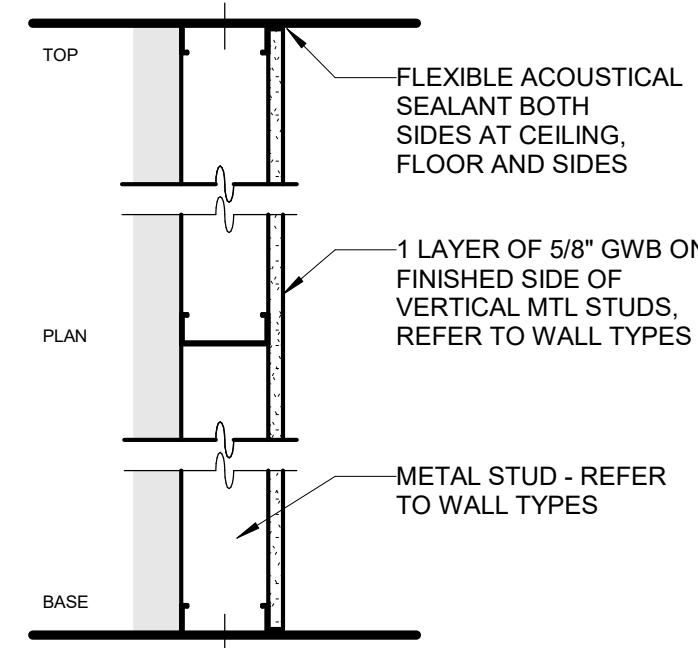 TOP
FLEXIBLE ACOUSTICAL
SEALANT BOTH
SIDES AT CEILING,
FLOOR AND SIDES
1 LAYER OF 5/8" GWB ON
FINISHED SIDE OF
VERTICAL MTL STUDS,
REFER TO WALL TYPES
PLAN
METAL STUD - REFER
TO WALL TYPES
BASE